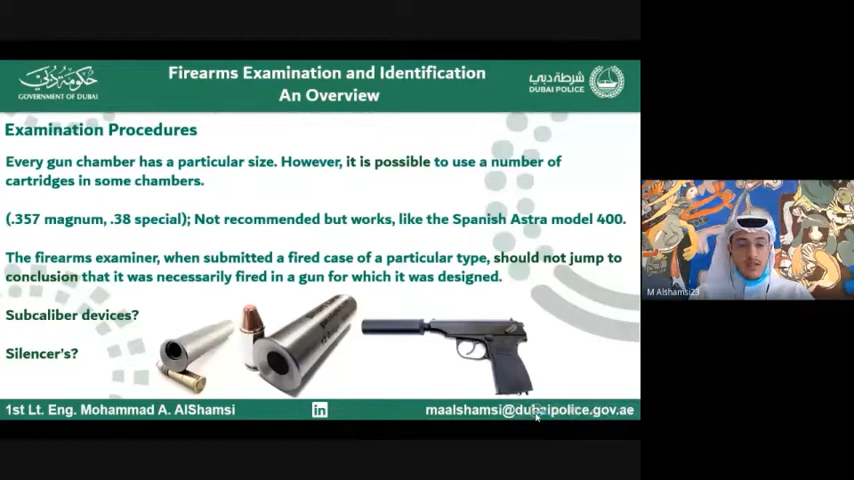 حكومة دبي
GOVERNMENT OF DUBAI
Firearms Examination and Identification
An Overview
شرطة دبي
DUBAI POLICE
Examination Procedures
Every gun chamber has a particular size. However, it is possible to use a number of
cartridges in some chambers.
(.357 magnum, .38 special); Not recommended but works, like the Spanish Astra model 400.
The firearms examiner, when submitted a fired case of a particular type, should not jump to
conclusion that it was necessarily fired in a gun for which it was designed.
Subcaliber devices?
Silencer's?
1st Lt. Eng. Mohammad A. AlShamsi
in
maalshamsi@dubaipolice.gov.ae
M Alshamsi23